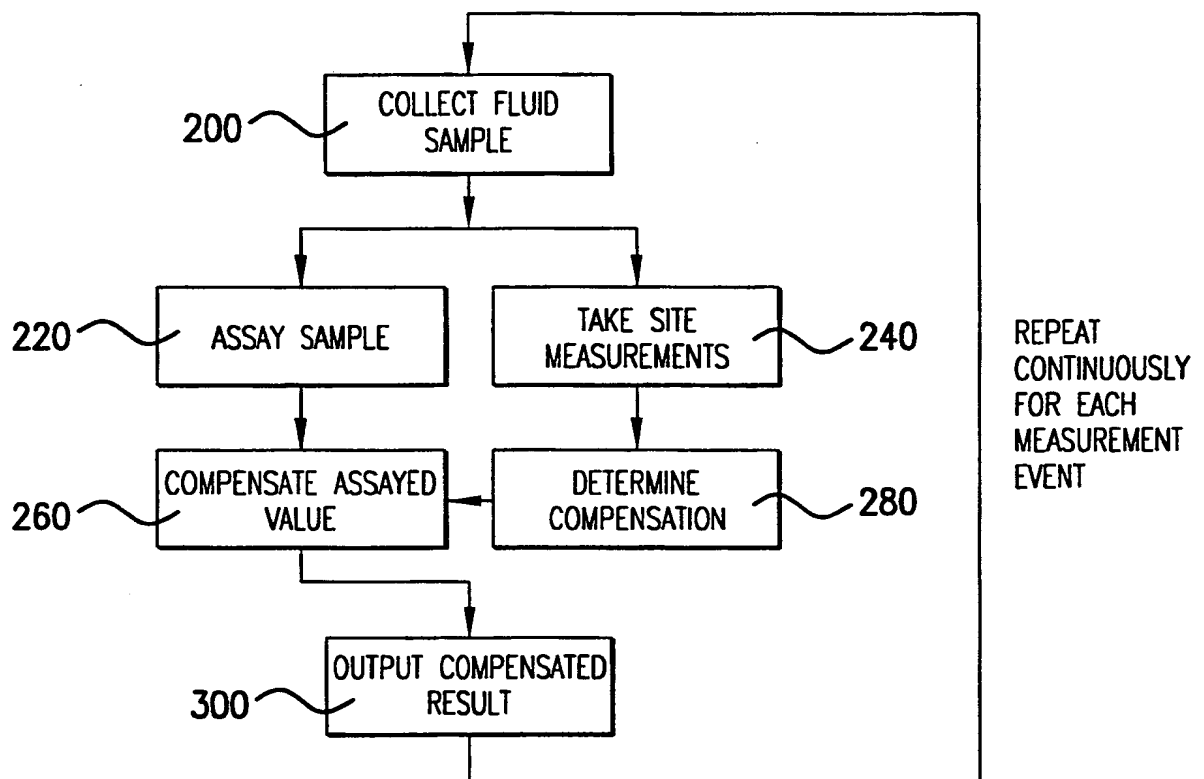 COLLECT FLUID
SAMPLE
200
ASSAY SAMPLE
220
TAKE SITE
MEASUREMENTS
240
COMPENSATE ASSAYED
VALUE
260
DETERMINE
COMPENSATION
280
OUTPUT COMPENSATED
RESULT
300
REPEAT
CONTINUOUSLY
FOR EACH
MEASUREMENT
EVENT